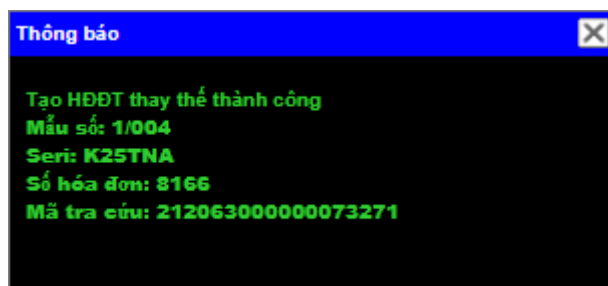 Thông báo
Tạo HĐĐT thay thế thành công
Mẫu số: 1/004
Seri: K25TNA
Số hóa đơn: 8166
Mã tra cứu: 212063000000073271